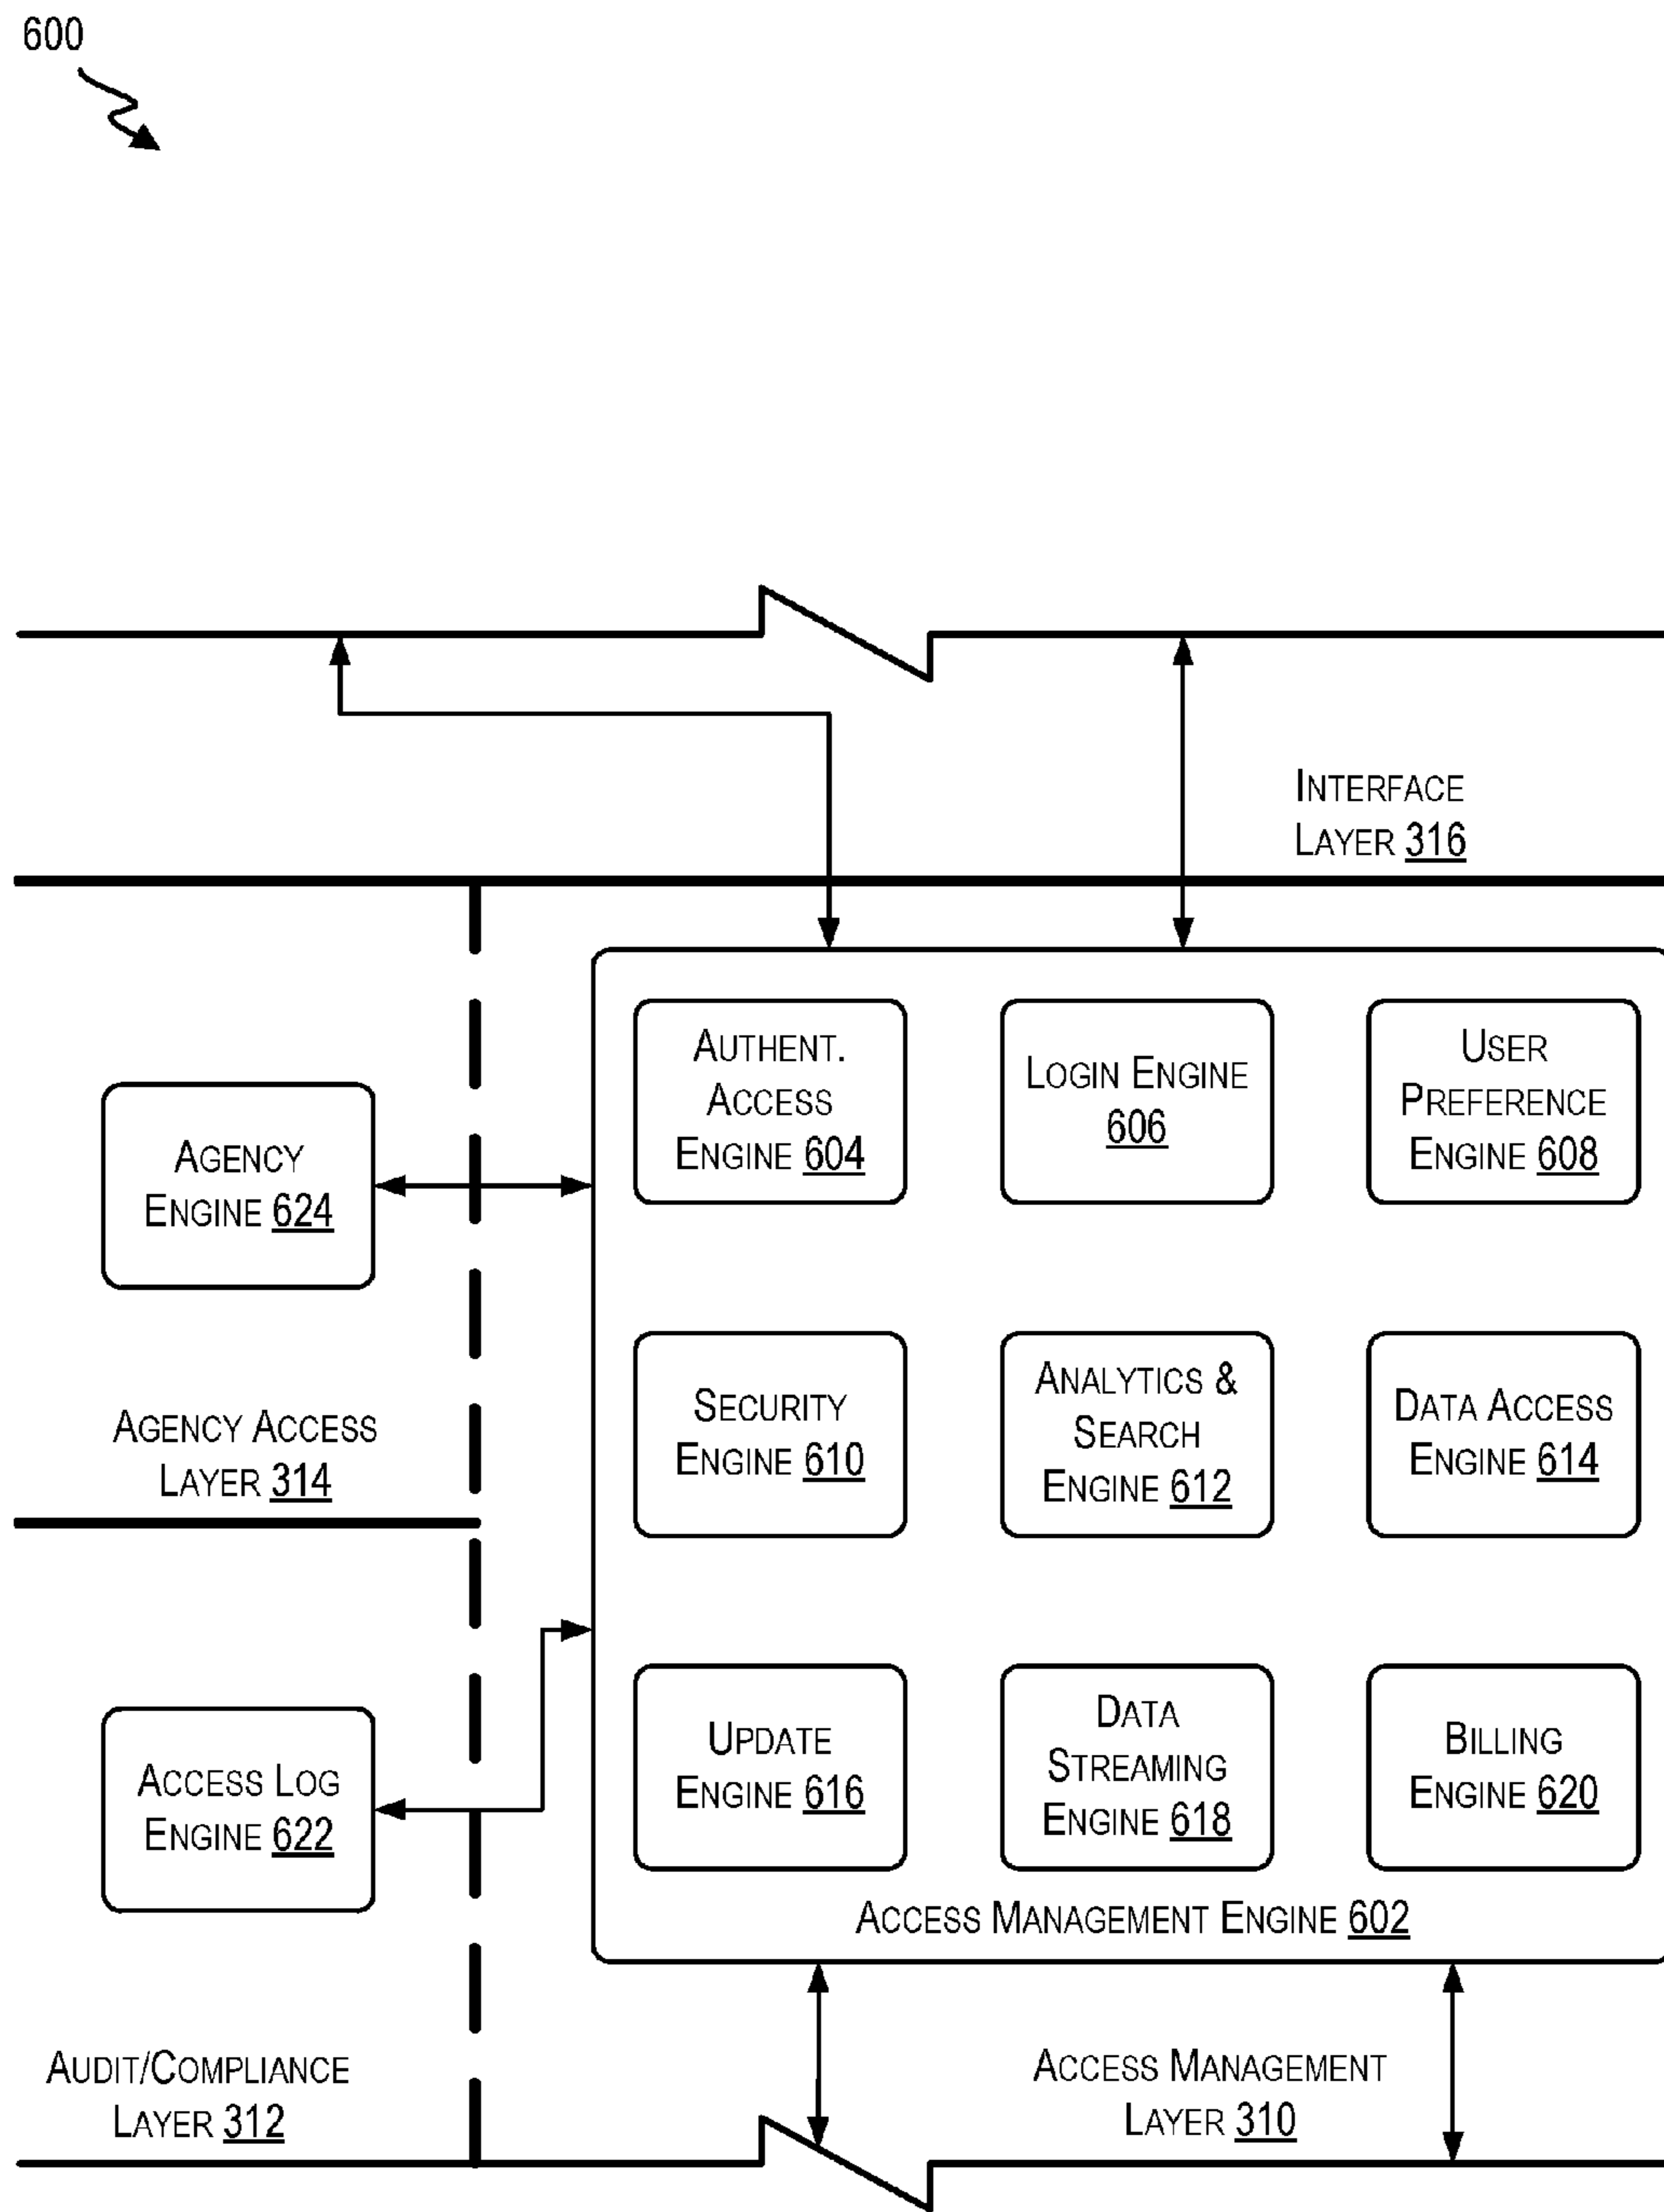 600
INTERFACE
LAYER 316
AUTHENT.
ACCESS
ENGINE 604
LOGIN ENGINE
606
USER
PREFERENCE
ENGINE 608
AGENCY
ENGINE 624
SECURITY
ENGINE 610
ANALYTICS &
SEARCH
ENGINE 612
DATA ACCESS
ENGINE 614
AGENCY ACCESS
LAYER 314
UPDATE
ENGINE 616
DATA
STREAMING
ENGINE 618
BILLING
ENGINE 620
ACCESS LOG
ENGINE 622
ACCESS MANAGEMENT ENGINE 602
AUDIT/COMPLIANCE
LAYER 312
ACCESS MANAGEMENT
LAYER 310